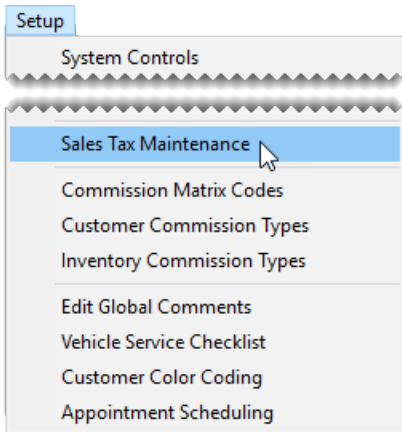 Setup
System Controls
Sales Tax Maintenance
Commission Matrix Codes
Customer Commission Types
Inventory Commission Types
Edit Global Comments
Vehicle Service Checklist
Customer Color Coding
Appointment Scheduling